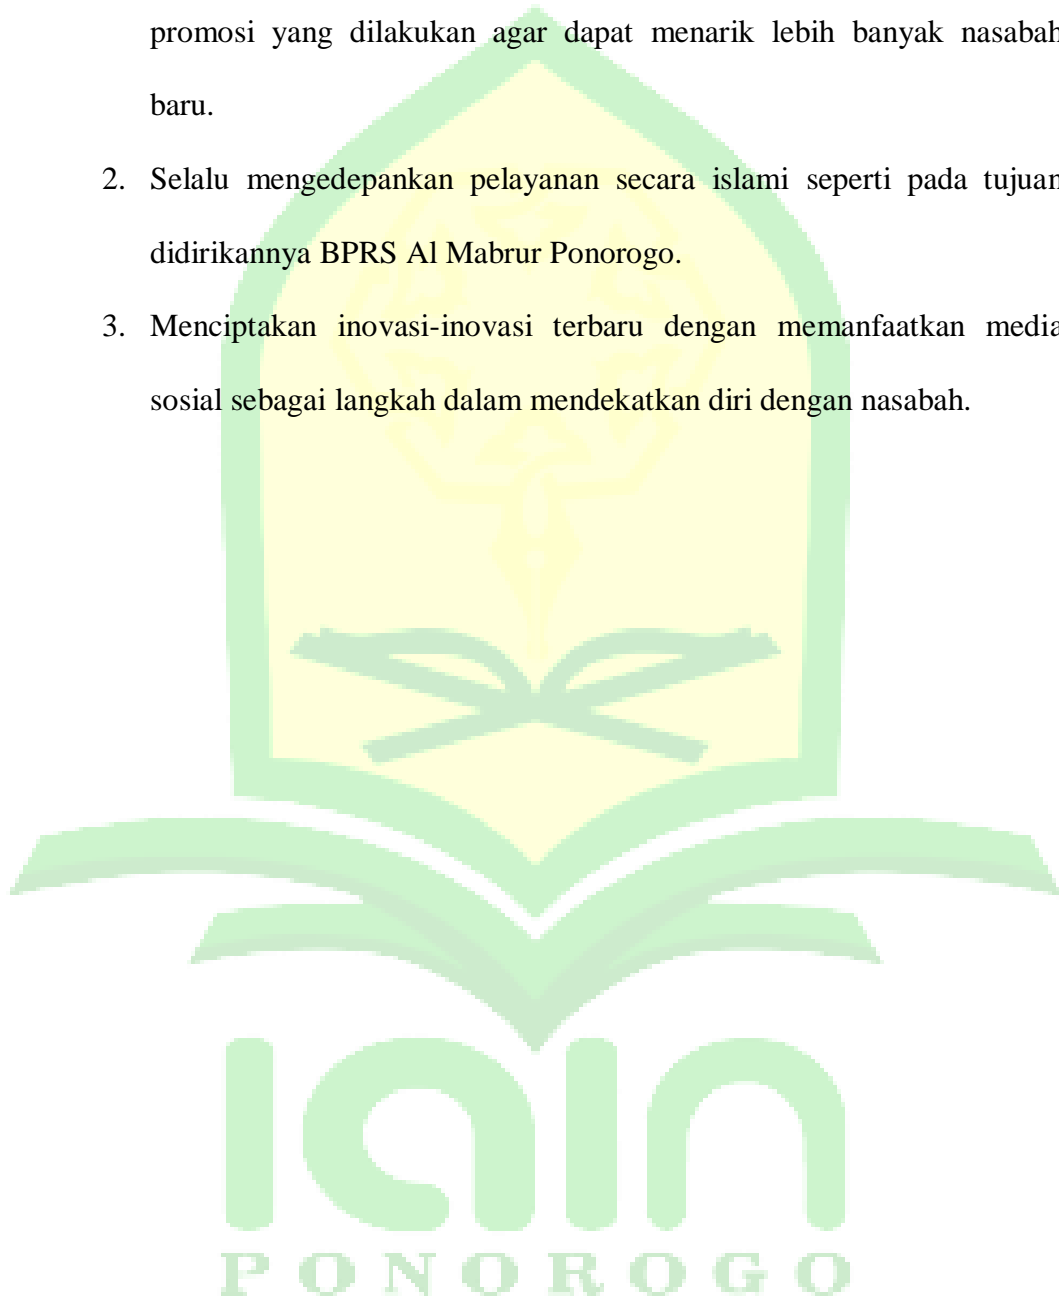 promosi yang dilakukan agar dapat menarik lebih banyak nasabah
baru.
2. Selalu mengedepankan pelayanan secara islami seperti pada tujuan
didirikannya BPRS Al Mabrur Ponorogo.
3. Menciptakan inovasi-inovasi terbaru dengan memanfaatkan media
sosial sebagai langkah dalam mendekatkan diri dengan nasabah.
iain
PONOROGO